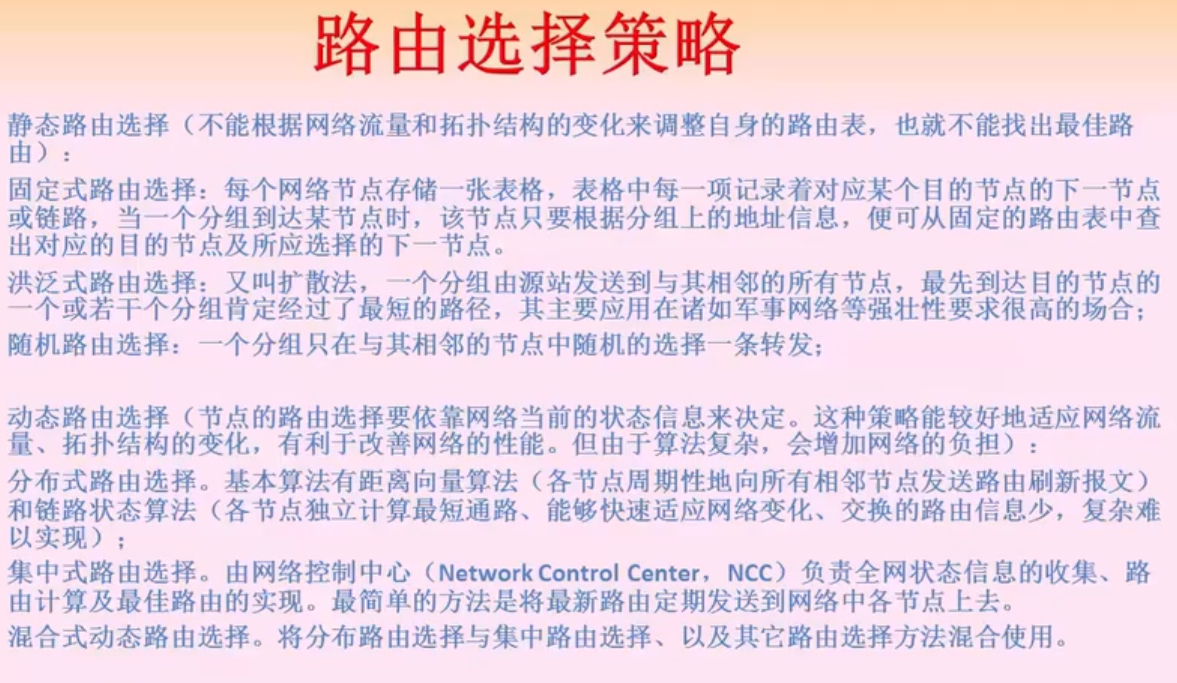 路由选择策略
静态路由选择（不能根据网络流量和拓扑结构的变化来调整自身的路由表，也就不能找出最佳路
由）：
固定式路由选择：每个网络节点存储一张表格，表格中每一项记录着对应某个目的节点的下一节点
或链路，当一个分组到达某节点时，该节点只要根据分组上的地址信息，便可从固定的路由表中查
出对应的目的节点及所应选择的下一节点。
洪泛式路由选择：又叫扩散法，一个分组由源站发送到与其相邻的所有节点，最先到达目的节点的
一个或若干个分组肯定经过了最短的路径，其主要应用在诸如军事网络等强壮性要求很高的场合；
随机路由选择：一个分组只在与其相邻的节点中随机的选择一条转发；
动态路由选择（节点的路由选择要依靠网络当前的状态信息来决定。这种策略能较好地适应网络流
量、拓扑结构的变化，有利于改善网络的性能。但由于算法复杂，会增加网络的负担）：
分布式路由选择。基本算法有距离向量算法（各节点周期性地向所有相邻节点发送路由刷新报文）
和链路状态算法（各节点独立计算最短通路、能够快速适应网络变化、交换的路由信息少，复杂难
以实现）；
集中式路由选择。由网络控制中心（Network Control Center，NCC）负责全网状态信息的收集、路
由计算及最佳路由的实现。最简单的方法是将最新路由定期发送到网络中各节点上去。
混合式动态路由选择。将分布路由选择与集中路由选择、以及其它路由选择方法混合使用。